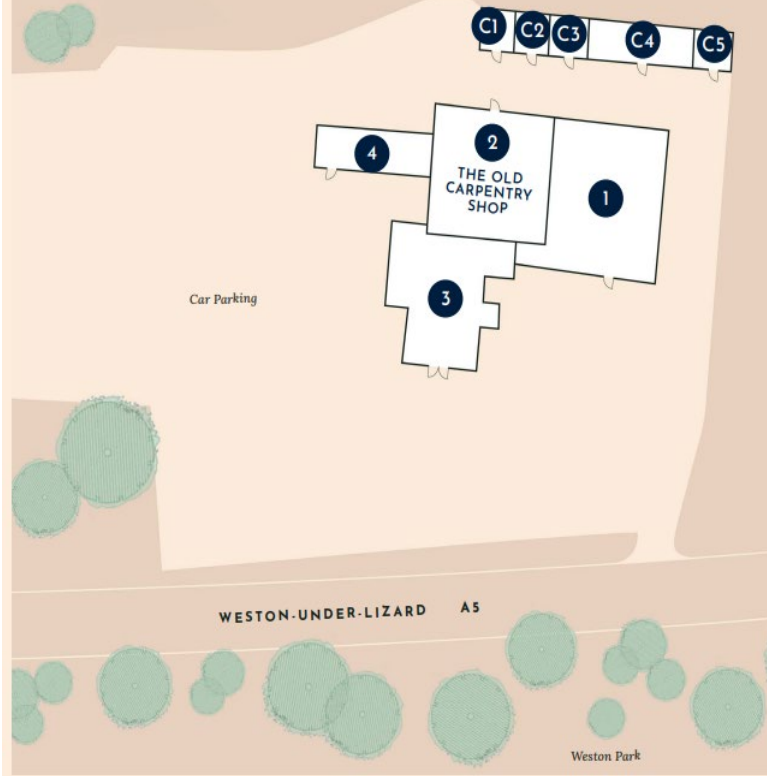 C1 C2 C3 C4 C5
2
THE OLD
CARPENTRY
SHOP
4
1
3
Car Parking
WESTON-UNDER-LIZARD A5
Weston Park